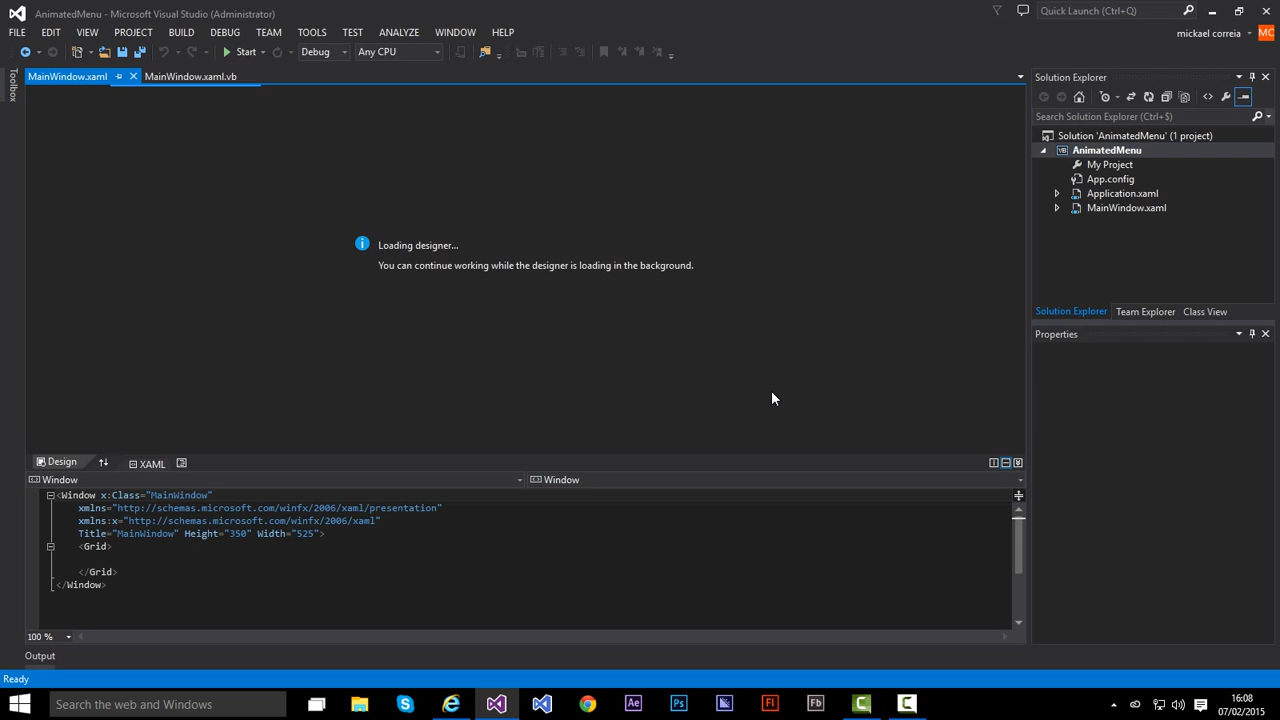 AnimatedMenu - Microsoft Visual Studio (Administrator)
Quick Launch (Ctrl+Q)
FILE EDIT VIEW PROJECT BUILD DEBUG TEAM TOOLS TEST ANALYZE WINDOW HELP
mickael correia MC
Start Debug Any CPU
Toolbox
MainWindow.xaml MainWindow.xaml.vb
Solution Explorer
Search Solution Explorer (Ctrl+$)
Solution 'AnimatedMenu' (1 project)
VB AnimatedMenu
My Project
App.config
Application.xaml
MainWindow.xaml
Loading designer...
You can continue working while the designer is loading in the background.
Solution Explorer Team Explorer Class View
Properties
Design XAML
Window Window
<Window x:Class="MainWindow"
xmlns="http://schemas.microsoft.com/winfx/2006/xaml/presentation"
xmlns:x="http://schemas.microsoft.com/winfx/2006/xaml"
Title="MainWindow" Height="350" Width="525">
<Grid>
</Grid>
</Window>
100 %
Output
Ready
Search the web and Windows
Ae Ps Fl Fb
16:08
07/02/2015